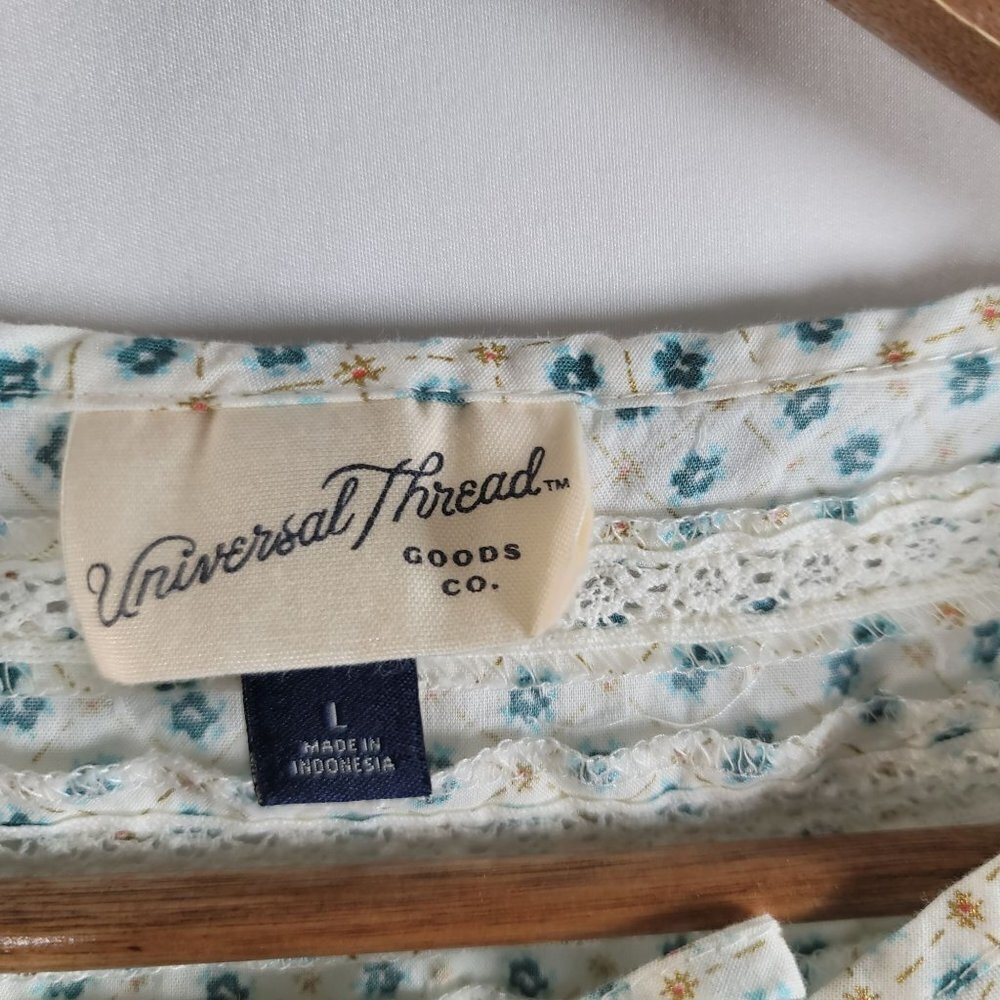 Universal Thread™
GOODS
CO.
L
MADE IN
INDONESIA